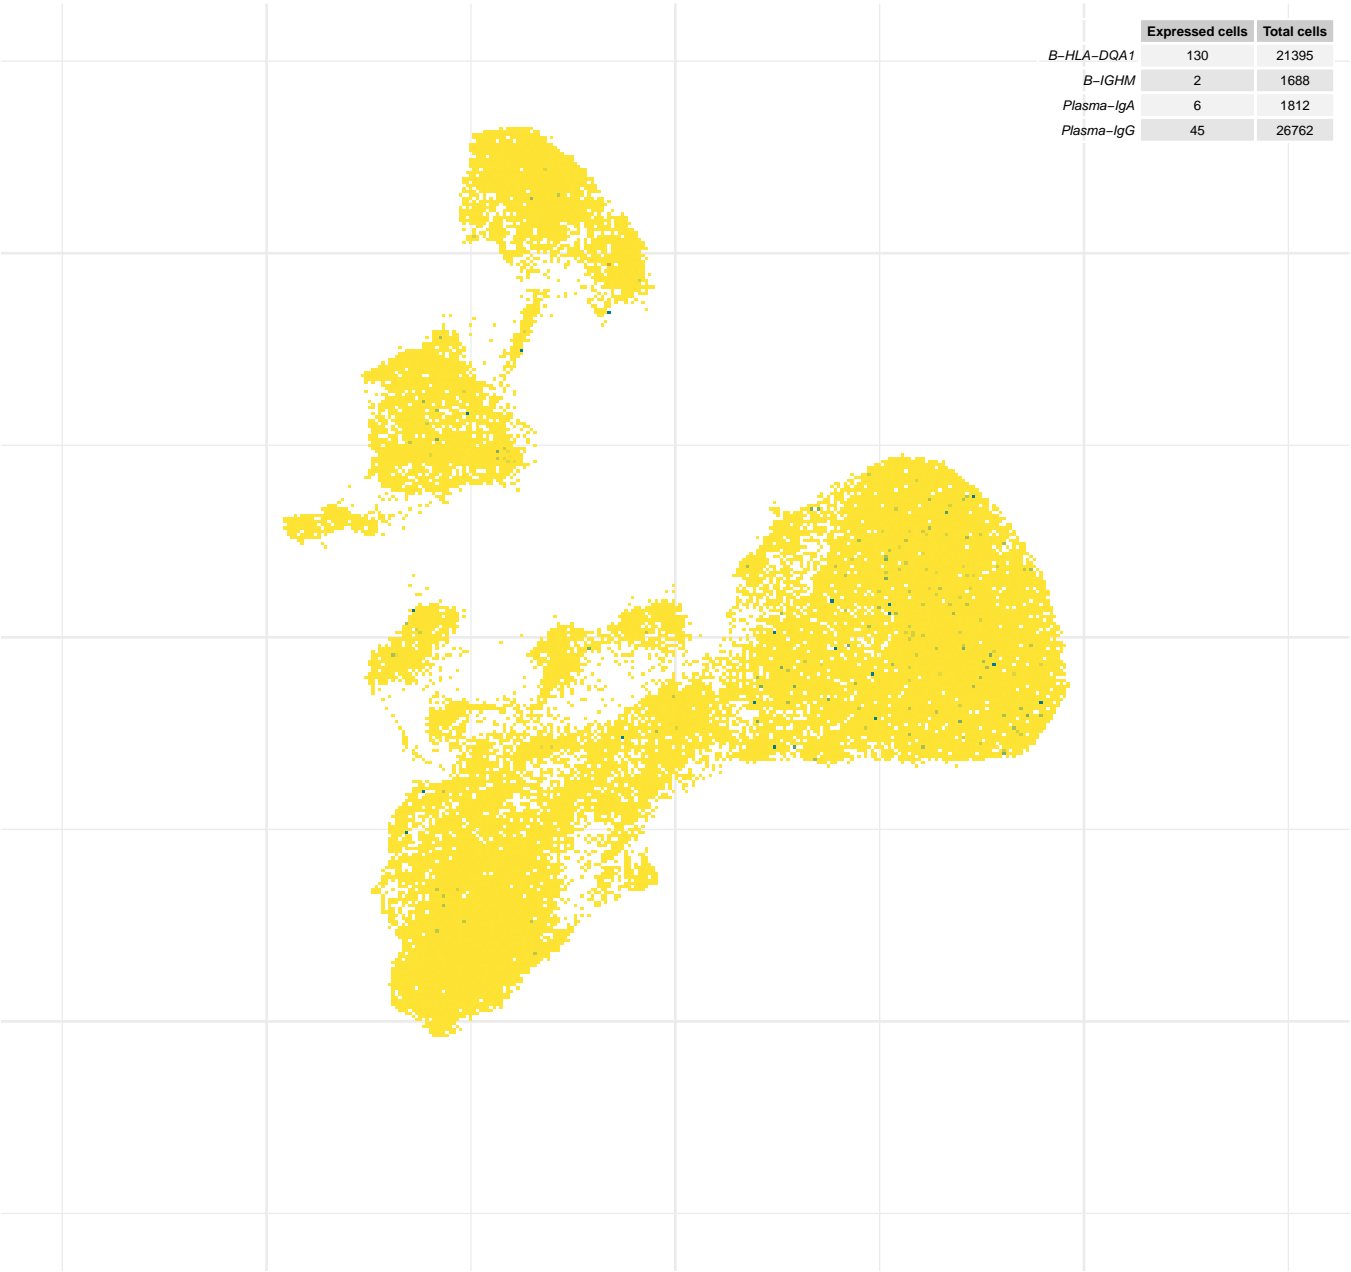 Expressed cells Total cells
B−HLA−DQA1 130 21395
B−IGHM 2 1688
Plasma−IgA 6 1812
Plasma−IgG 45 26762